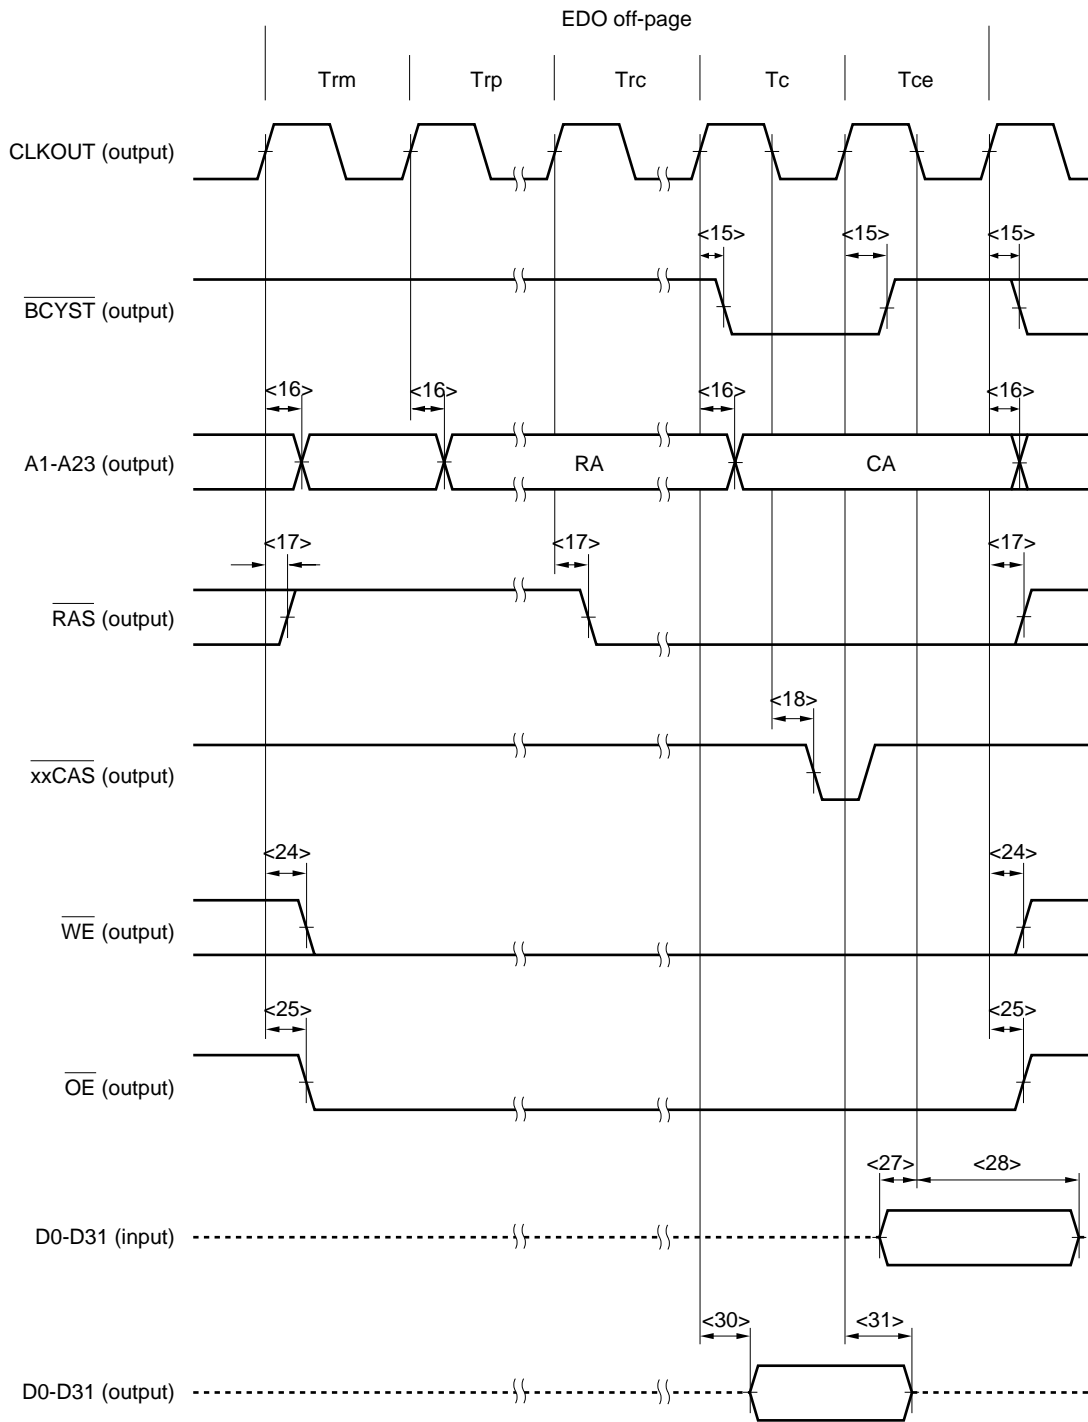 EDO off-page
Trm Trp Trc Tc Tce
CLKOUT (output)
<15> <15> <15>
BCYST (output)
<16> <16> <16> <16>
A1-A23 (output) RA CA
<17> <17> <17>
RAS (output)
<18>
xxCAS (output)
<24> <24>
WE (output)
<25> <25>
OE (output)
<27> <28>
D0-D31 (input)
<30> <31>
D0-D31 (output)